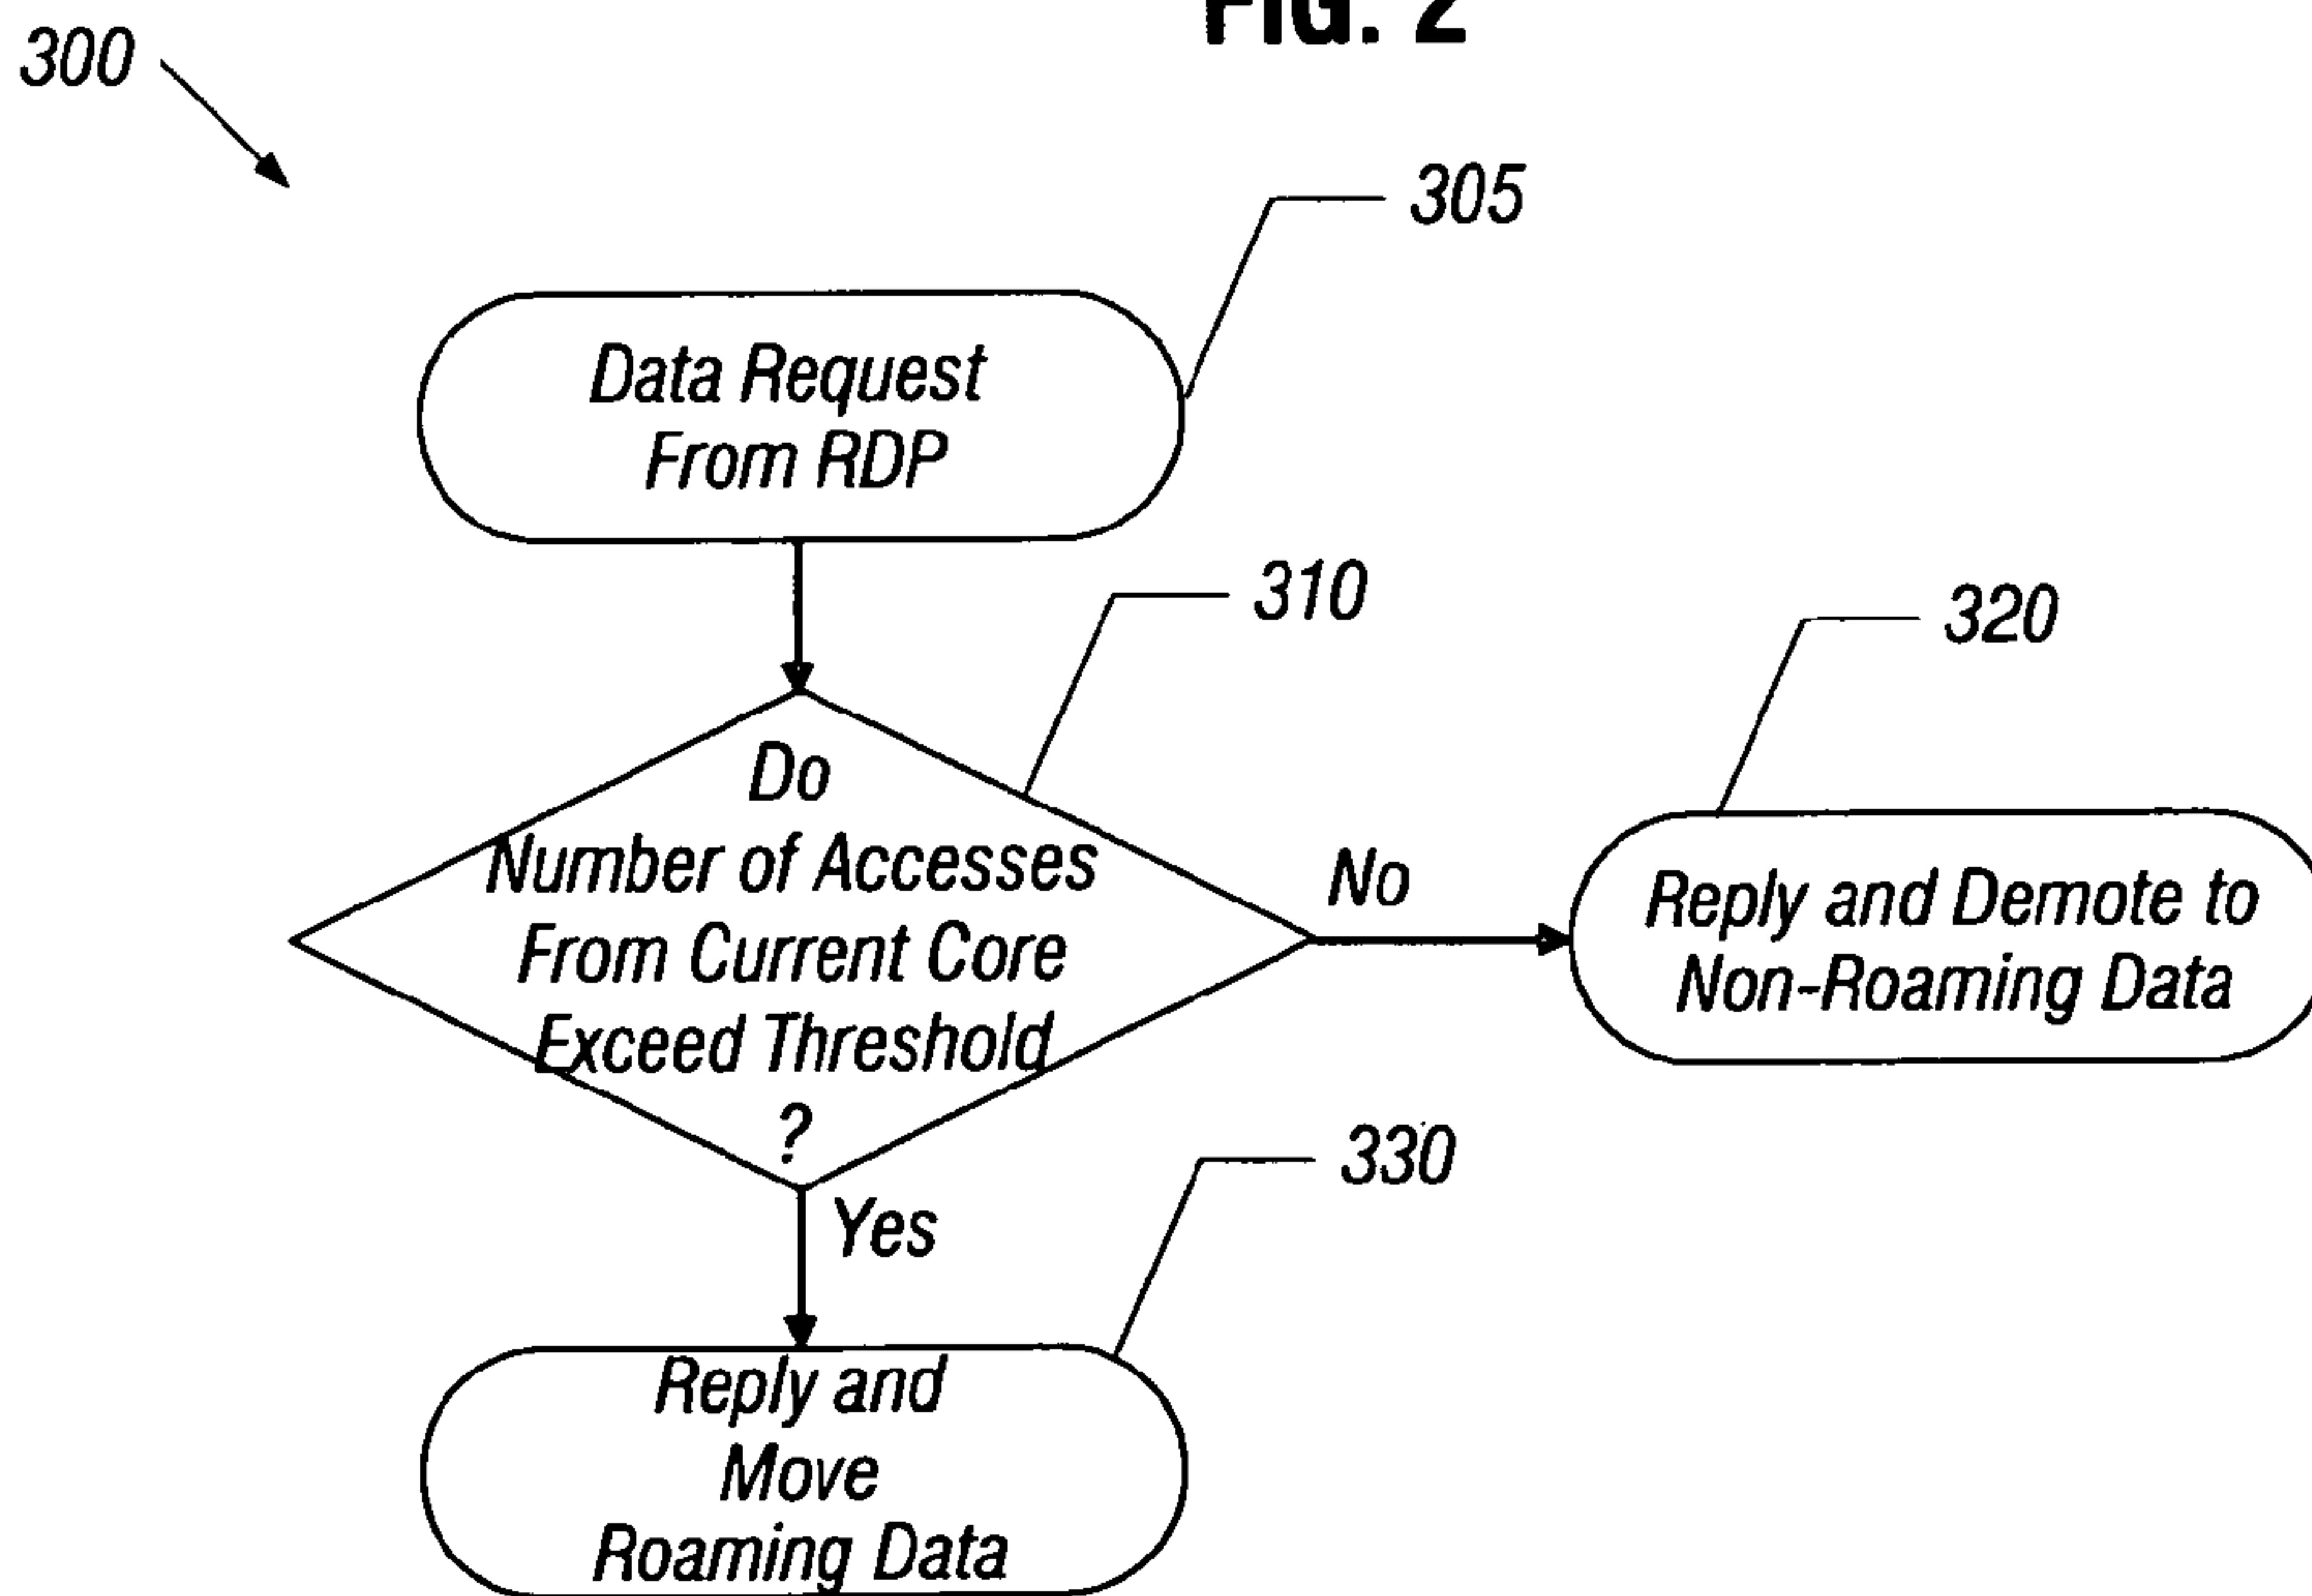 FIG. 2
300
305
Data Request
From RDP
310
320
Do
Number of Accesses
From Current Core
Exceed Threshold
?
No
Reply and Demote to
Non-Roaming Data
330
Yes
Reply and
Move
Roaming Data